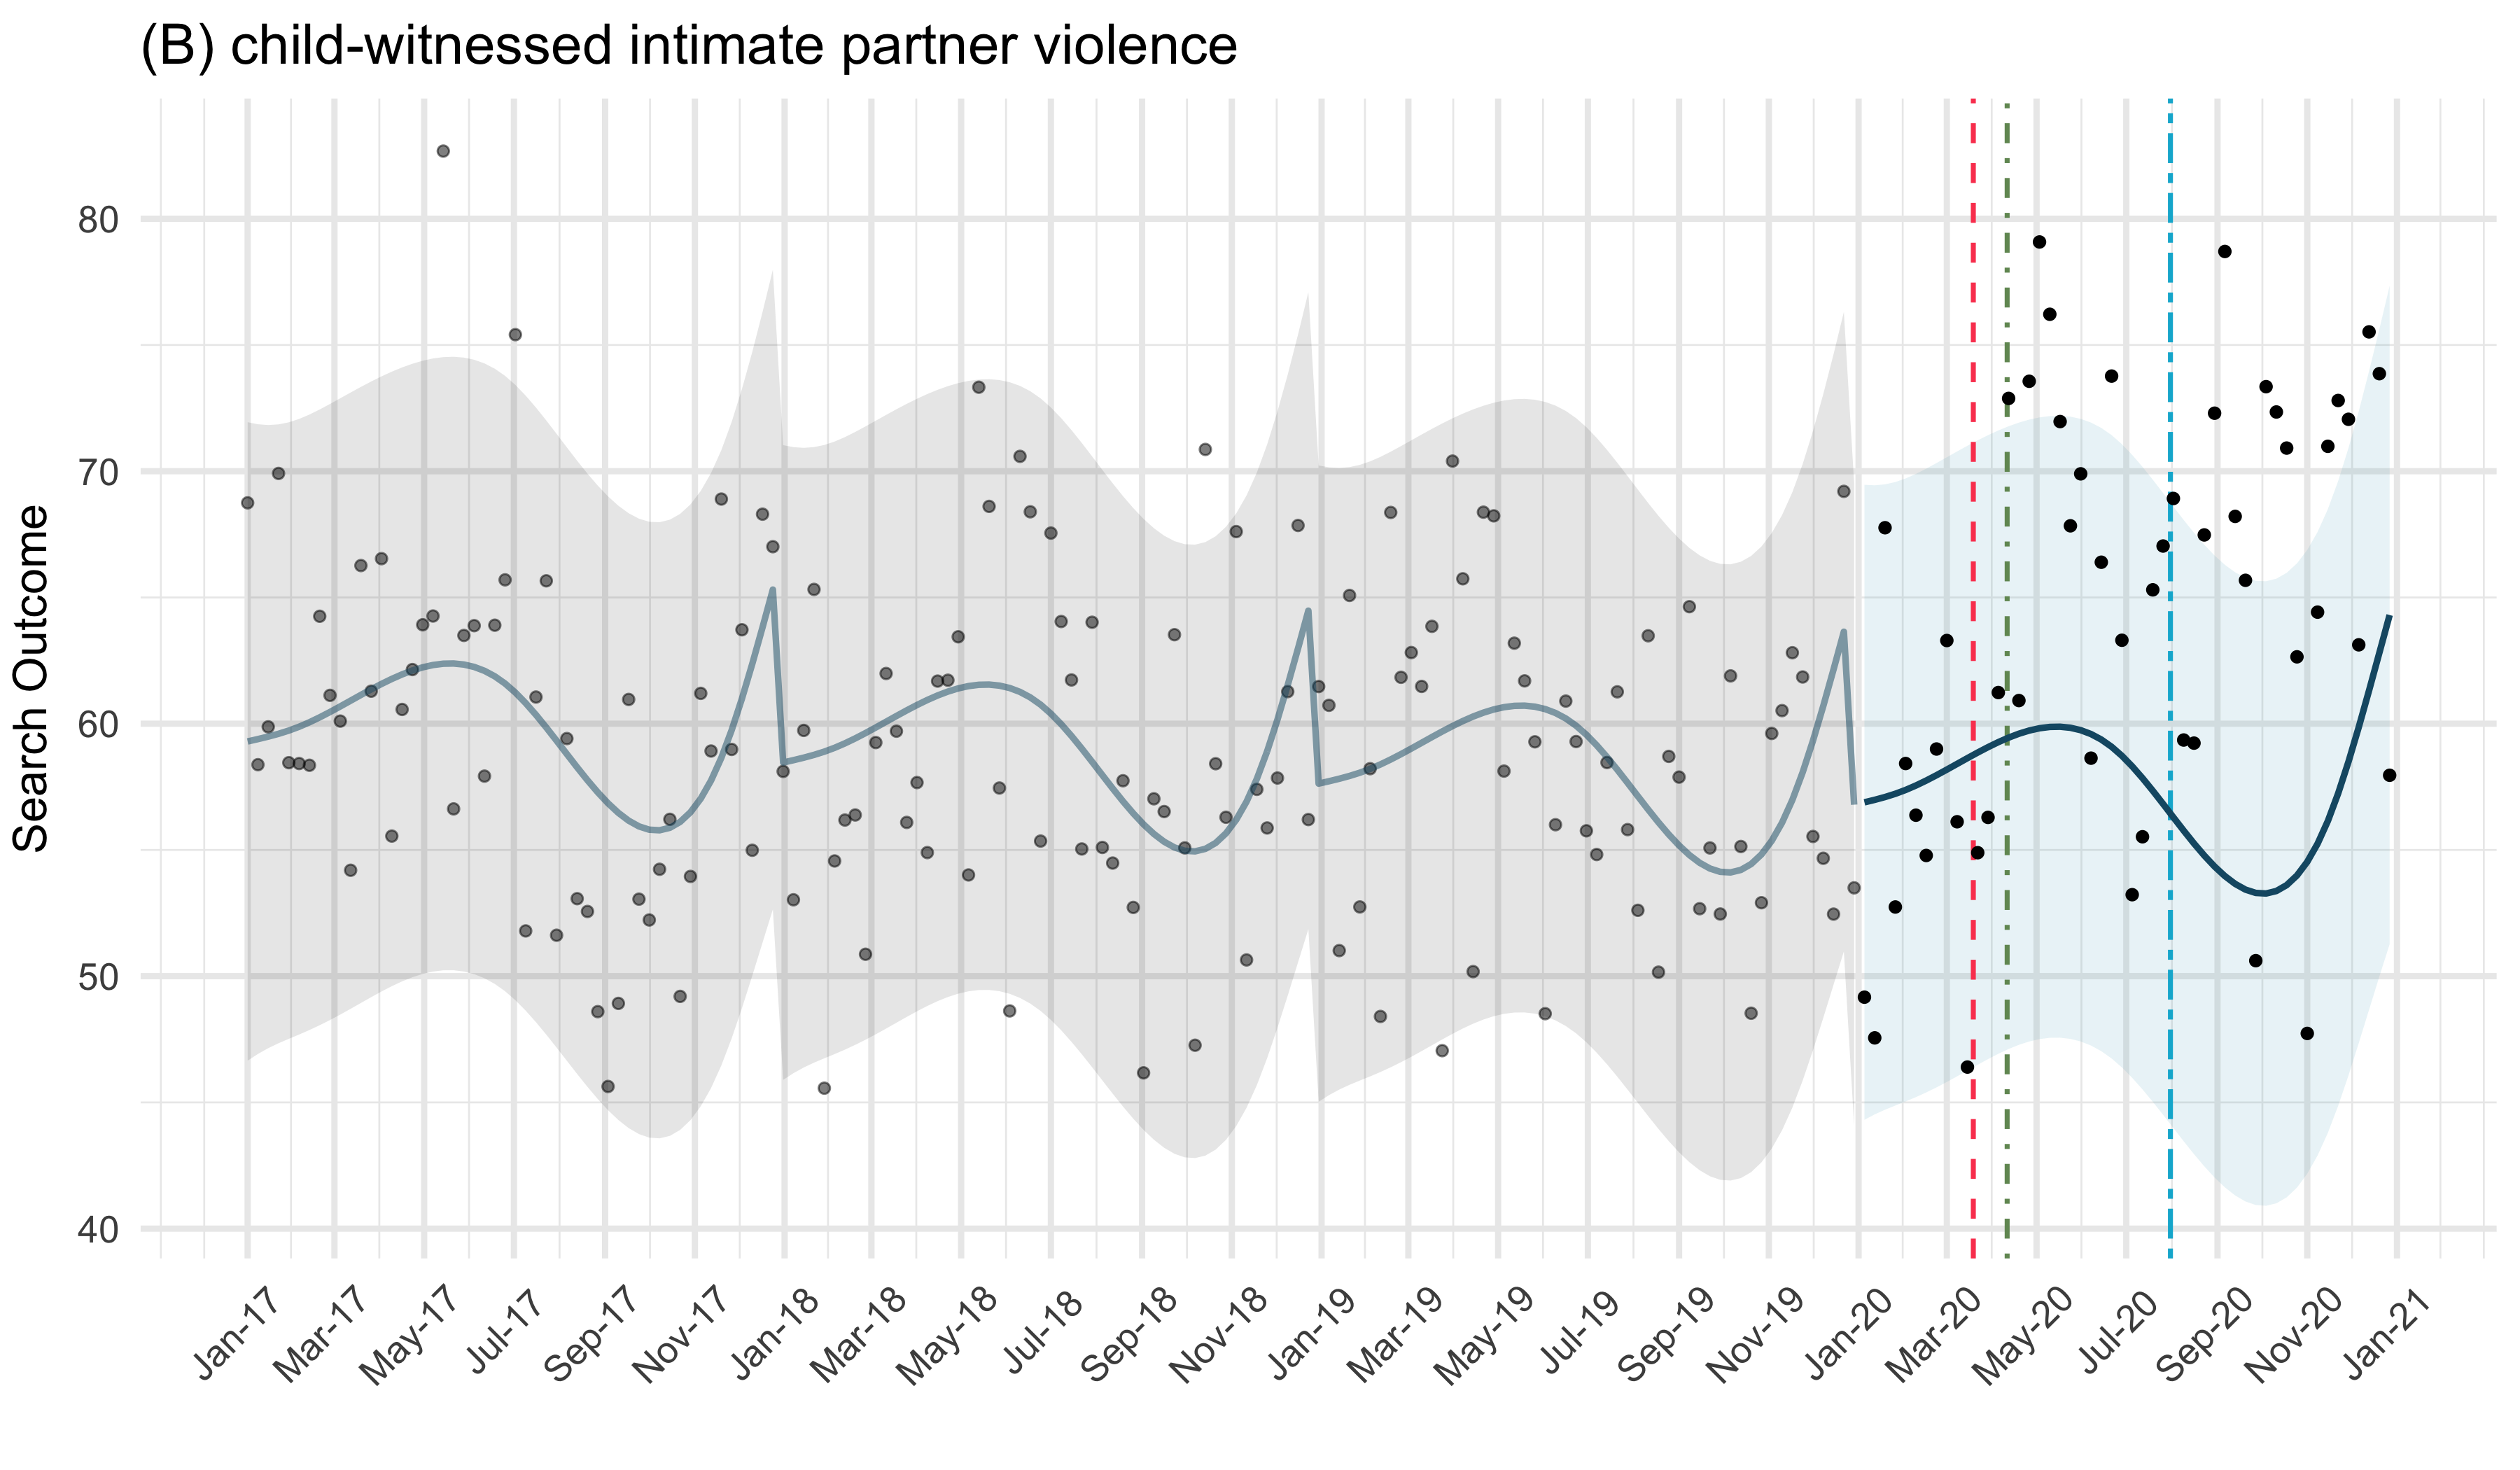 (B) child-witnessed intimate partner violence
Search Outcome
80
70
60
50
40
Jan-17
Mar-17
May-17
Jul-17
Sep-17
Nov-17
Jan-18
Mar-18
May-18
Jul-18
Sep-18
Nov-18
Jan-19
Mar-19
May-19
Jul-19
Sep-19
Nov-19
Jan-20
Mar-20
May-20
Jul-20
Sep-20
Nov-20
Jan-21